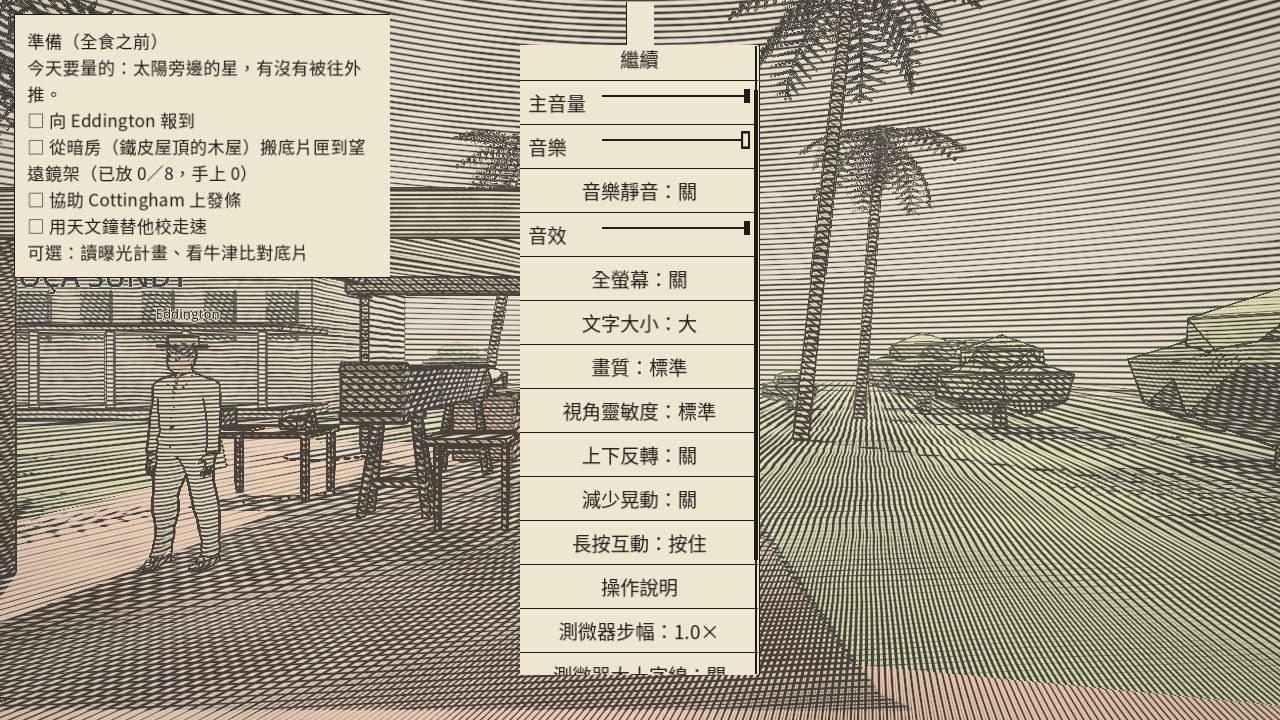 準備（全食之前）
今天要量的：太陽旁邊的星，有沒有被往外
推。
□ 向 Eddington 報到
□ 從暗房（鐵皮屋頂的木屋）搬底片匣到望
遠鏡架（已放 0／8，手上 0）
□ 協助 Cottingham 上發條
□ 用天文鐘替他校走速
可選：讀曝光計畫、看牛津比對底片
Eddington
繼續
主音量
音樂
音樂靜音：關
音效
全螢幕：關
文字大小：大
畫質：標準
視角靈敏度：標準
上下反轉：關
減少晃動：關
長按互動：按住
操作說明
測微器步幅：1.0×